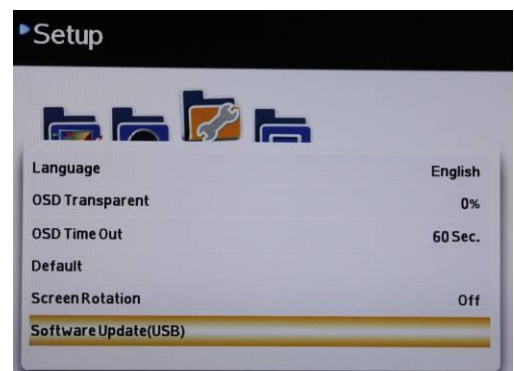 Setup
Language English
OSD Transparent 0%
OSD Time Out 60 Sec.
Default
Screen Rotation Off
Software Update(USB)